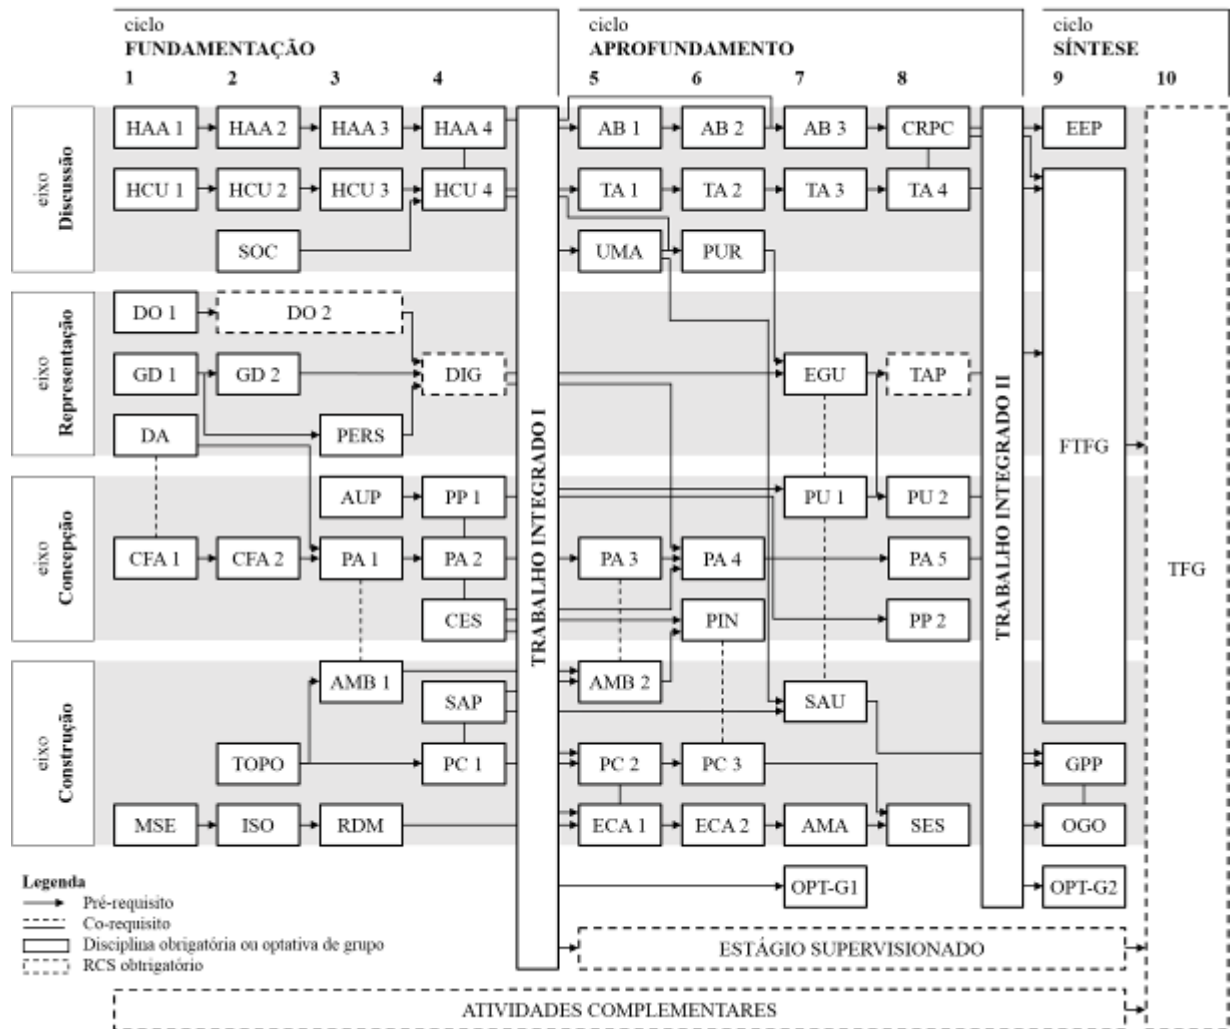 ciclo
FUNDAMENTAÇÃO
1 2 3 4
ciclo
APROFUNDAMENTO
5 6 7 8
ciclo
SÍNTESE
9 10
eixo
Discussão
HAA 1 HAA 2 HAA 3 HAA 4 AB 1 AB 2 AB 3 CRPC EEP
HCU 1 HCU 2 HCU 3 HCU 4 TA 1 TA 2 TA 3 TA 4
SOC UMA PUR
eixo
Representação
DO 1 DO 2
GD 1 GD 2 DIG EGU TAP
DA PERS
TRABALHO INTEGRADO I
TRABALHO INTEGRADO II
FTFG
TFG
eixo
Concepção
AUP PP 1 PU 1 PU 2
CFA 1 CFA 2 PA 1 PA 2 PA 3 PA 4 PA 5
CES PIN PP 2
eixo
Construção
AMB 1 SAP AMB 2 SAU
TOPO PC 1 PC 2 PC 3 GPP
MSE ISO RDM ECA 1 ECA 2 AMA SES OGO
OPT-G1 OPT-G2
Legenda
Pré-requisito
Co-requisito
Disciplina obrigatória ou optativa de grupo
RCS obtrigatório
ESTÁGIO SUPERVISIONADO
ATIVIDADES COMPLEMENTARES